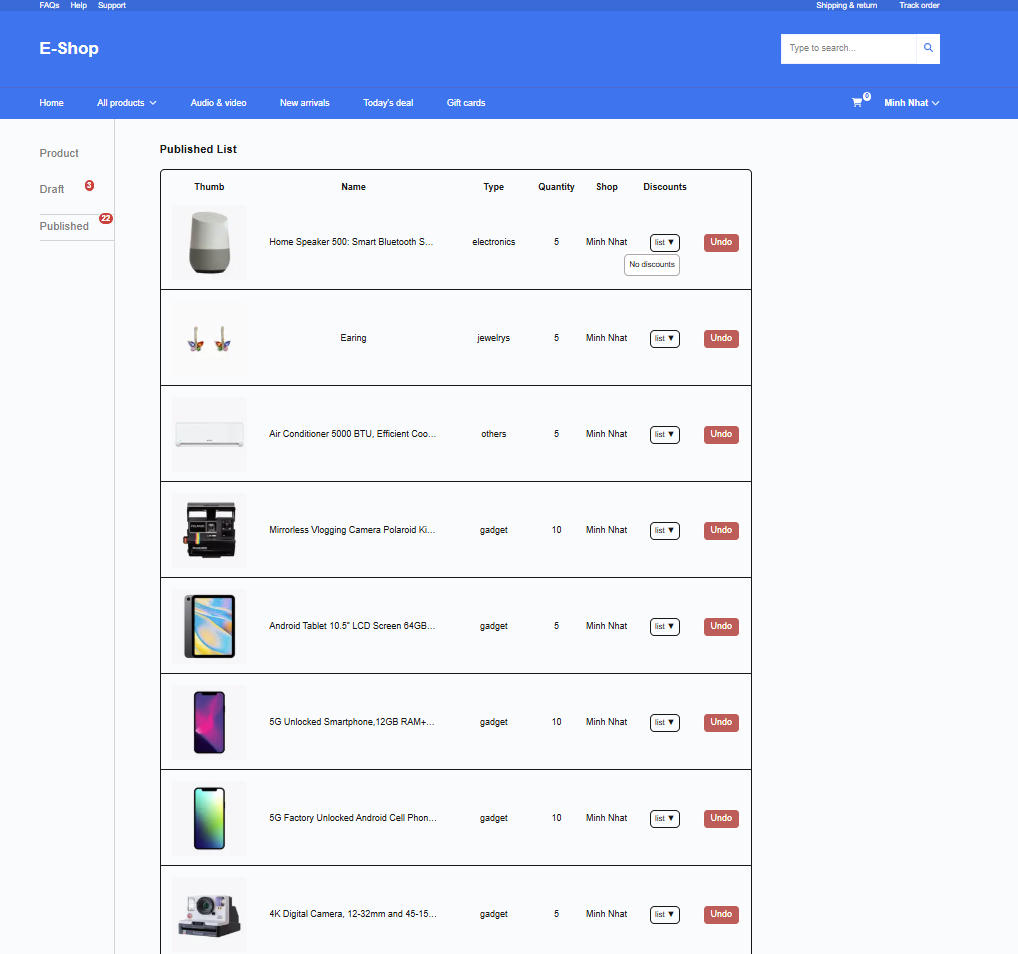 FAQs Help Support Shipping & return Track order
E-Shop
Type to search...
Home All products Audio & video New arrivals Today's deal Gift cards 0 Minh Nhat
Product
Draft 3
Published 22
Published List
Thumb Name Type Quantity Shop Discounts
Home Speaker 500: Smart Bluetooth S... electronics 5 Minh Nhat list ▼ Undo
No discounts
Earing jewelrys 5 Minh Nhat list ▼ Undo
Air Conditioner 5000 BTU, Efficient Coo... others 5 Minh Nhat list ▼ Undo
Mirrorless Vlogging Camera Polaroid Ki... gadget 10 Minh Nhat list ▼ Undo
Android Tablet 10.5" LCD Screen 64GB... gadget 5 Minh Nhat list ▼ Undo
5G Unlocked Smartphone,12GB RAM+... gadget 10 Minh Nhat list ▼ Undo
5G Factory Unlocked Android Cell Phon... gadget 10 Minh Nhat list ▼ Undo
4K Digital Camera, 12-32mm and 45-15... gadget 5 Minh Nhat list ▼ Undo